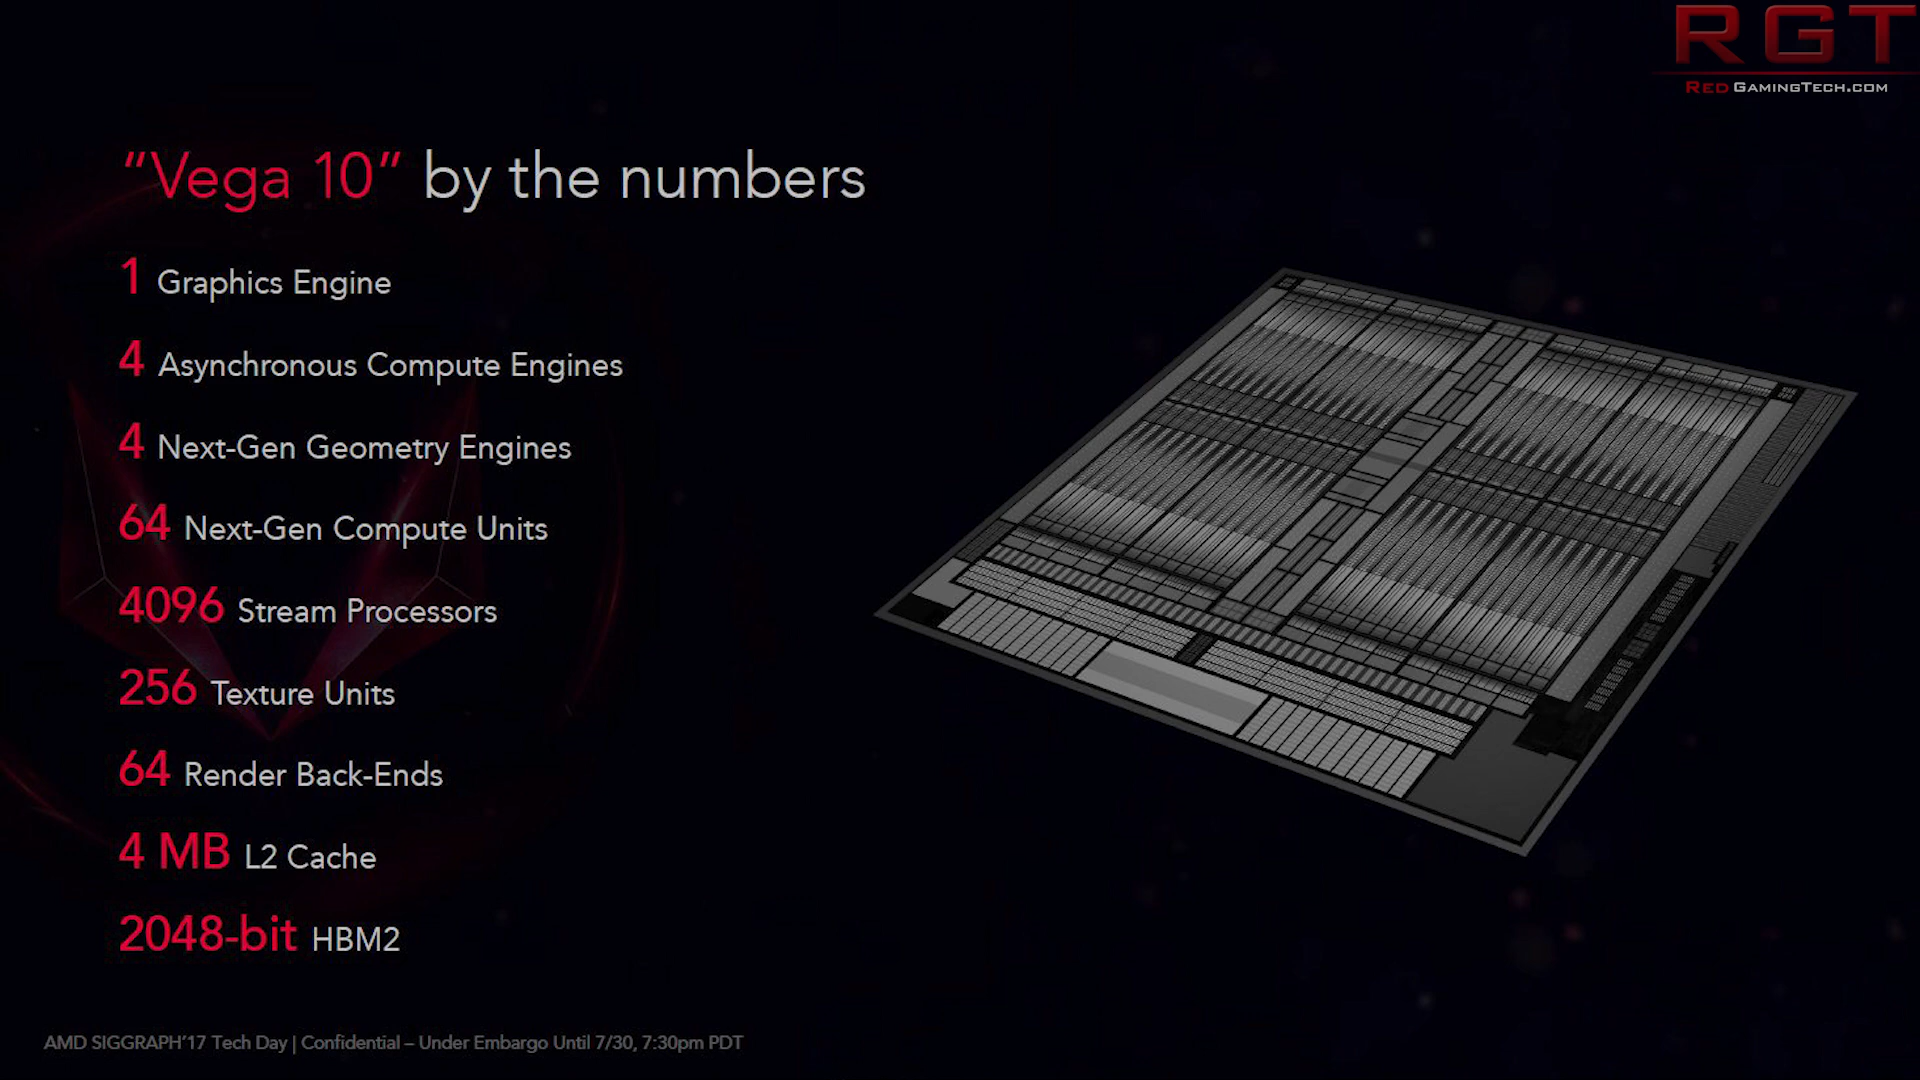 RGT
RedGamingTech.com
“Vega 10” by the numbers
1 Graphics Engine
4 Asynchronous Compute Engines
4 Next-Gen Geometry Engines
64 Next-Gen Compute Units
4096 Stream Processors
256 Texture Units
64 Render Back-Ends
4 MB L2 Cache
2048-bit HBM2
AMD SIGGRAPH’17 Tech Day | Confidential – Under Embargo Until 7/30, 7:30pm PDT